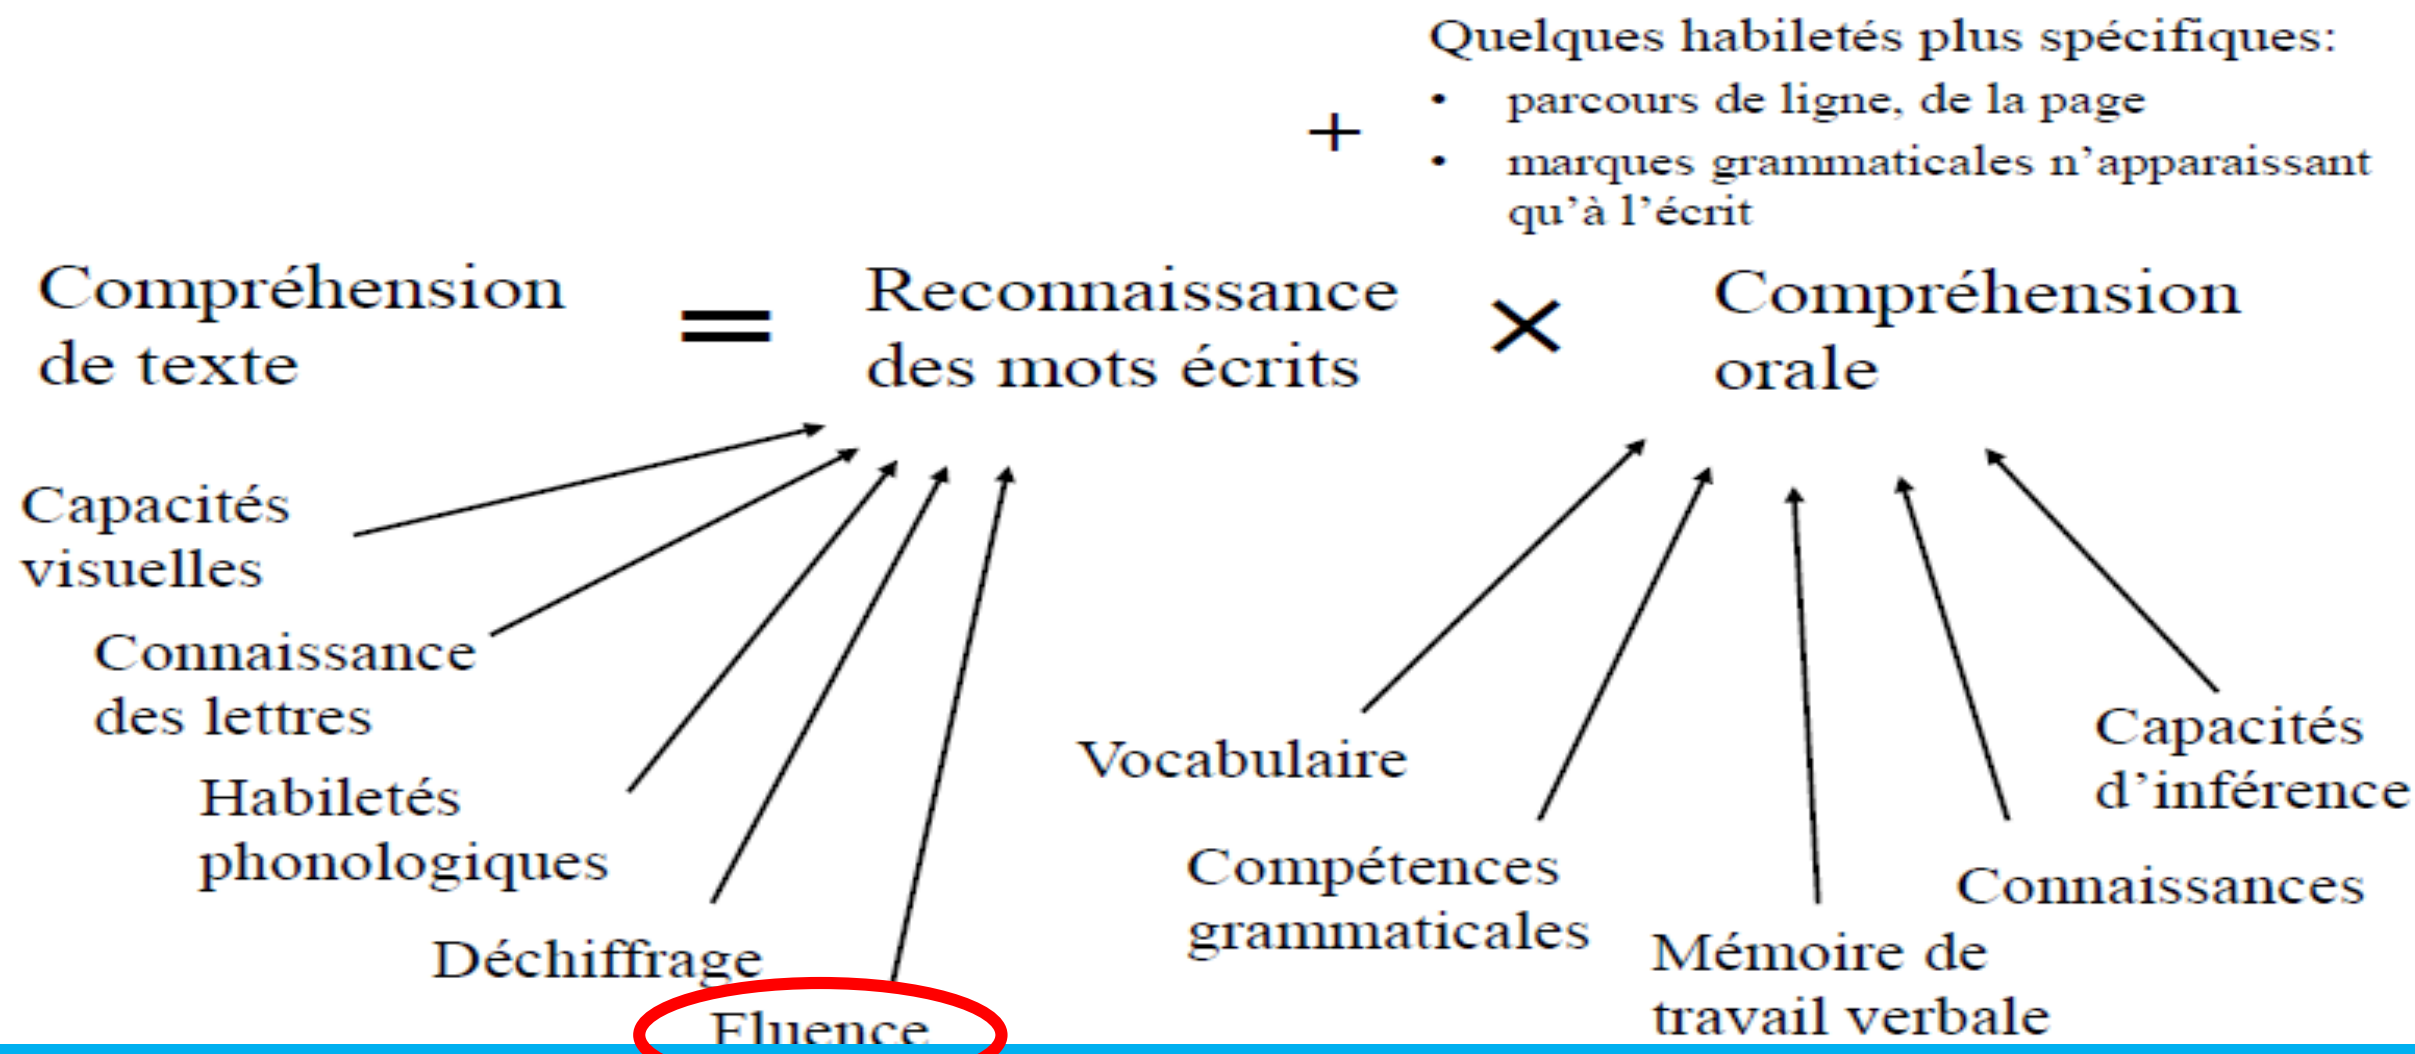 Quelques habiletés plus spécifiques:
• parcours de ligne, de la page
+
• marques grammaticales n’apparaissant
qu’à l’écrit
Compréhension
de texte
=
Reconnaissance
des mots écrits
×
Compréhension
orale
Capacités
visuelles
Connaissance
des lettres
Habiletés
phonologiques
Déchiffrage
Fluence
Vocabulaire
Compétences
grammaticales
Mémoire de
travail verbale
Connaissances
Capacités
d’inférence